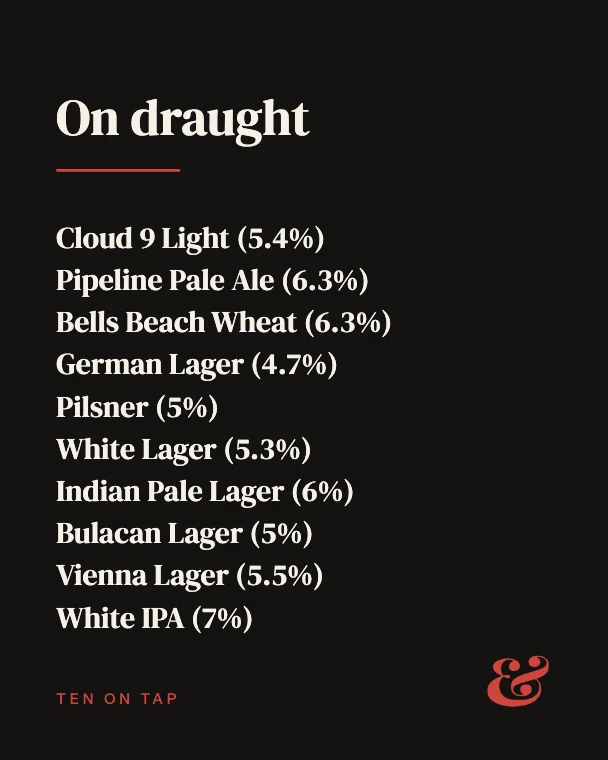 On draught
Cloud 9 Light (5.4%)
Pipeline Pale Ale (6.3%)
Bells Beach Wheat (6.3%)
German Lager (4.7%)
Pilsner (5%)
White Lager (5.3%)
Indian Pale Lager (6%)
Bulacan Lager (5%)
Vienna Lager (5.5%)
White IPA (7%)
TEN ON TAP
&